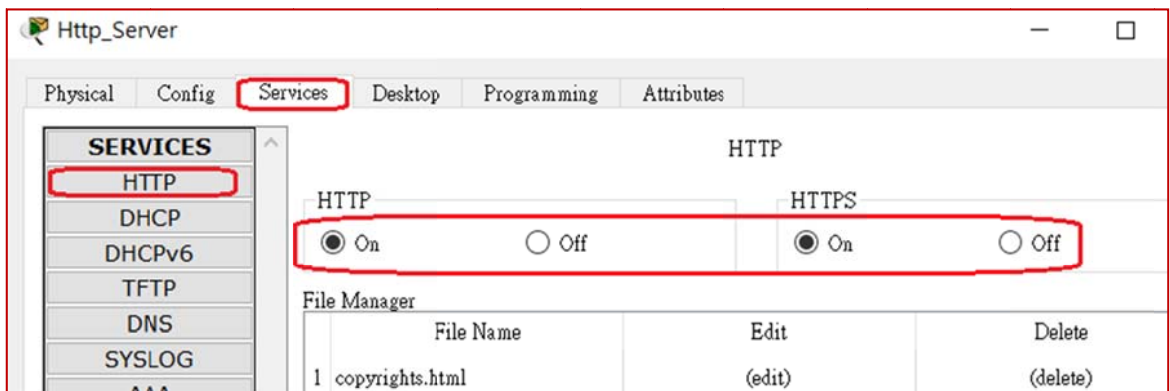 Http_Server
Physical Config Services Desktop Programming Attributes
SERVICES
HTTP
DHCP
DHCPv6
TFTP
DNS
SYSLOG
HTTP
HTTP HTTPS
On Off On Off
File Manager
File Name Edit Delete
1 copyrights.html (edit) (delete)